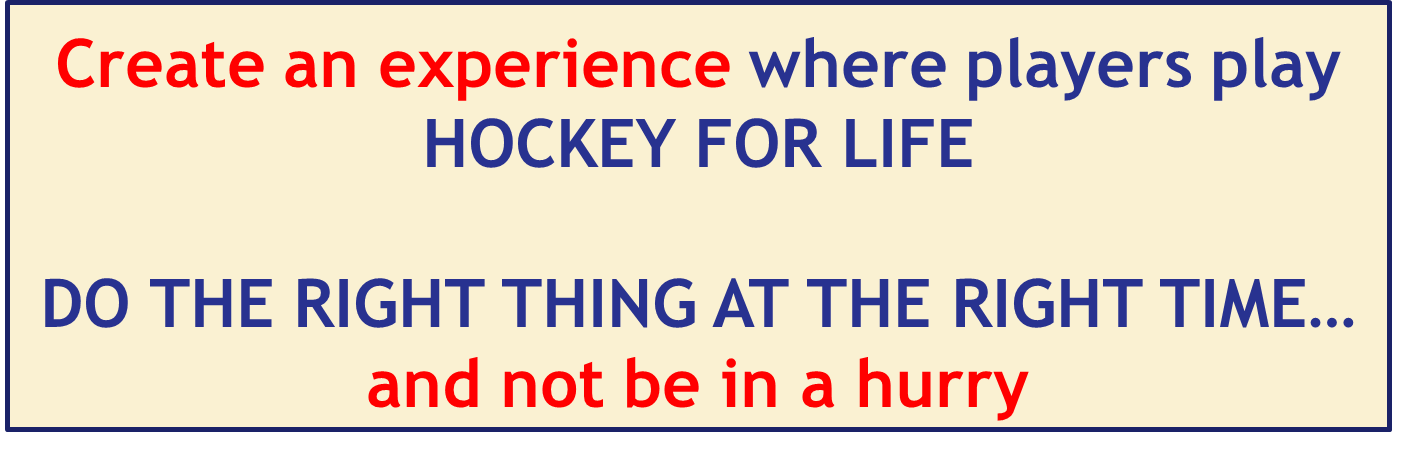 Create an experience where players play
HOCKEY FOR LIFE
DO THE RIGHT THING AT THE RIGHT TIME...
and not be in a hurry